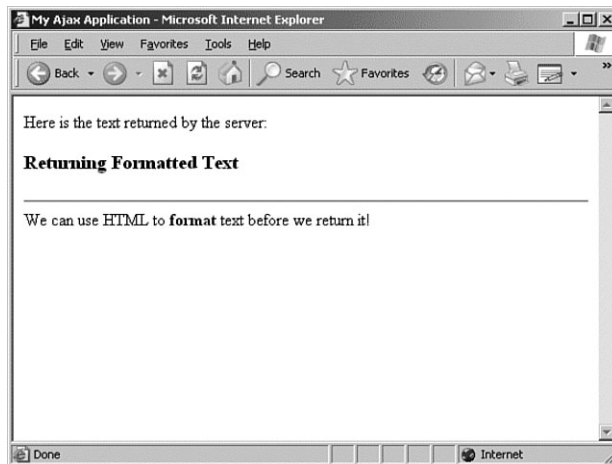 My Ajax Application - Microsoft Internet Explorer
File Edit View Favorites Tools Help
Back Search Favorites »
Here is the text returned by the server:
Returning Formatted Text
We can use HTML to format text before we return it!
Done Internet